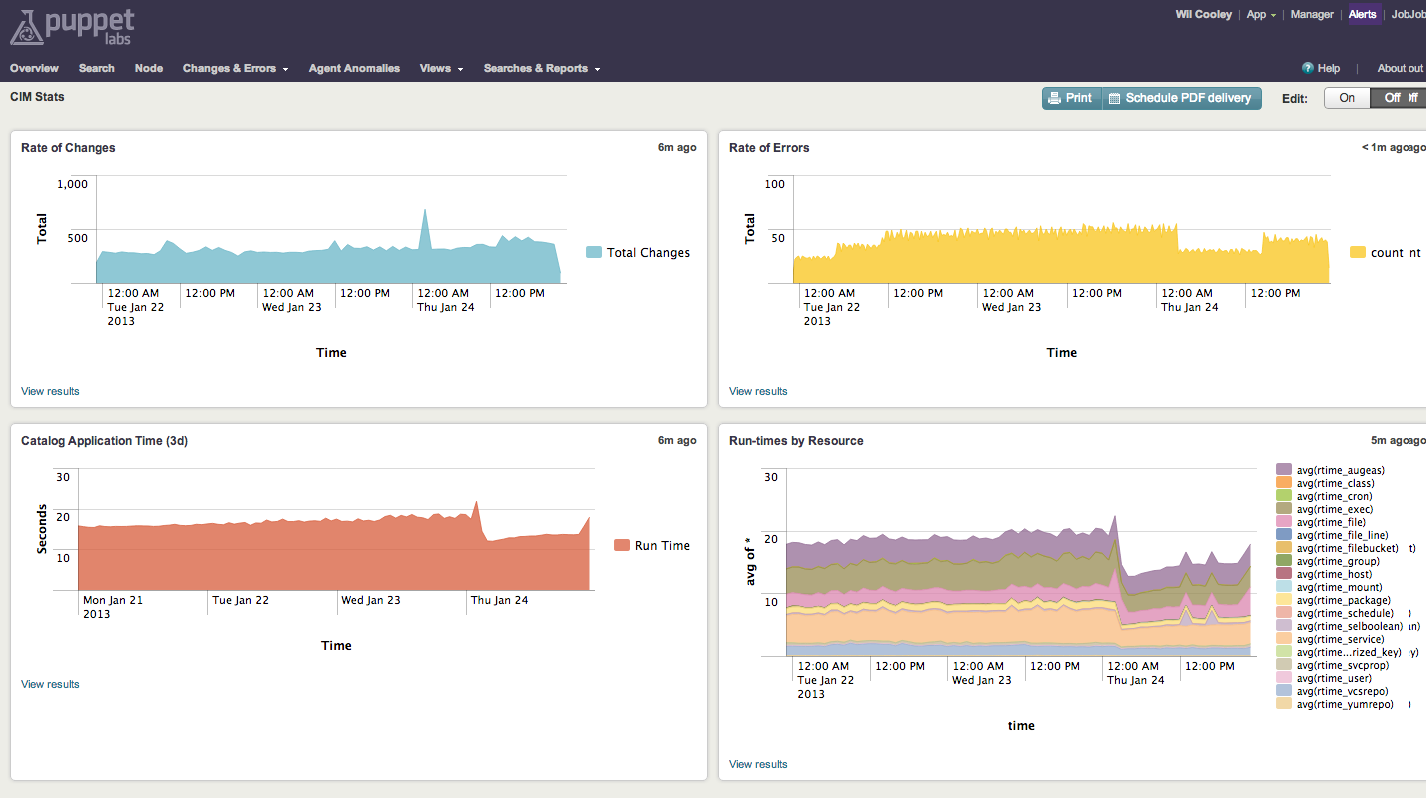 puppet labs
Wil Cooley | App | Manager | Alerts | JobJob
Overview Search Node Changes & Errors Agent Anomalies Views Searches & Reports
? Help | About out
CIM Stats
Print Schedule PDF delivery Edit: On Off ff
Rate of Changes 6m ago
1,000
500
Total
Total Changes
12:00 AM 12:00 PM 12:00 AM 12:00 PM 12:00 AM 12:00 PM
Tue Jan 22 Wed Jan 23 Thu Jan 24
2013
Time
View results
Rate of Errors < 1m agoago
100
50
Total
count nt
12:00 AM 12:00 PM 12:00 AM 12:00 PM 12:00 AM 12:00 PM
Tue Jan 22 Wed Jan 23 Thu Jan 24
2013
Time
View results
Catalog Application Time (3d) 6m ago
30
20
10
Seconds
Run Time
Mon Jan 21 Tue Jan 22 Wed Jan 23 Thu Jan 24
2013
Time
View results
Run-times by Resource 5m agoago
30
20
10
avg of *
avg(rtime_augeas)
avg(rtime_class)
avg(rtime_cron)
avg(rtime_exec)
avg(rtime_file)
avg(rtime_file_line)
avg(rtime_filebucket) t)
avg(rtime_group)
avg(rtime_host)
avg(rtime_mount)
avg(rtime_package)
avg(rtime_schedule) )
avg(rtime_selboolean) an)
avg(rtime_service)
avg(rtime...rized_key) y)
avg(rtime_svcprop)
avg(rtime_user)
avg(rtime_vcsrepo) )
avg(rtime_yumrepo) )
12:00 AM 12:00 PM 12:00 AM 12:00 PM 12:00 AM 12:00 PM
Tue Jan 22 Wed Jan 23 Thu Jan 24
2013
time
View results